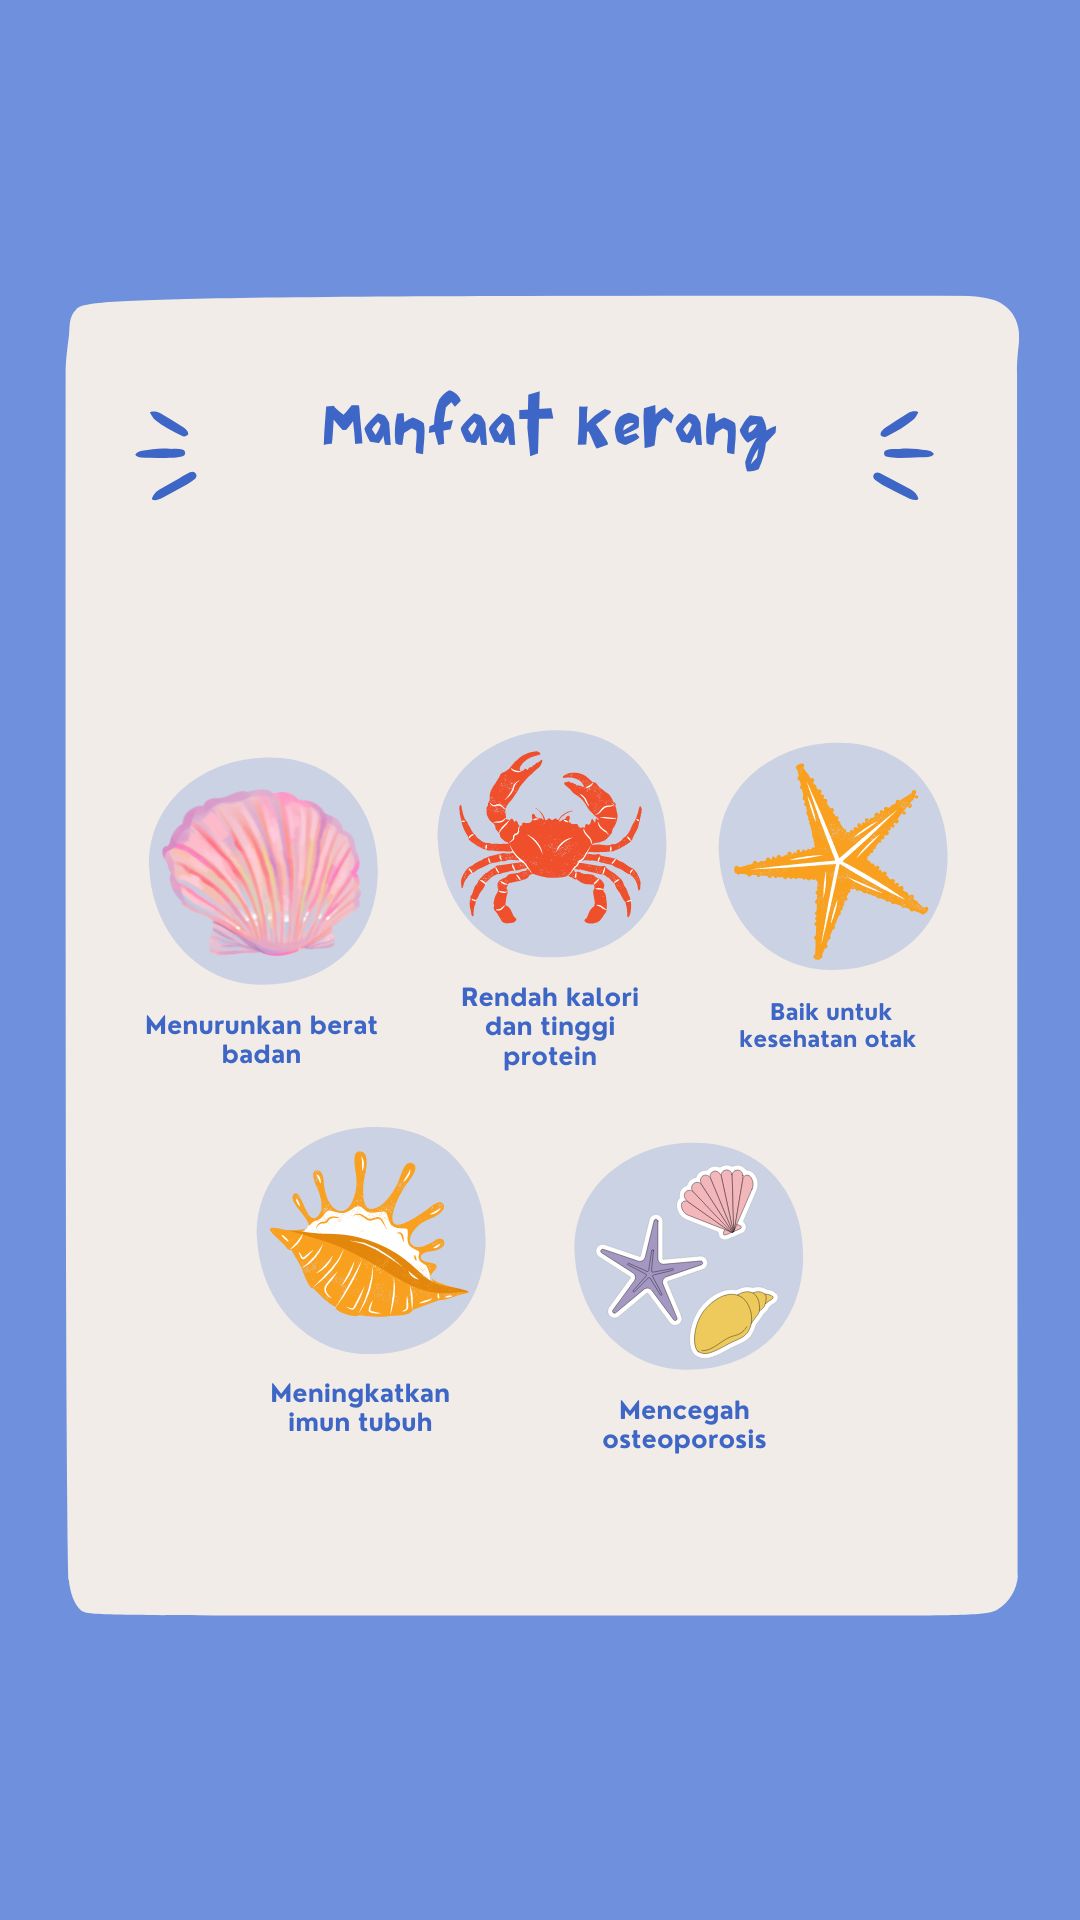 Manfaat Kerang
Menurunkan berat
badan
Rendah kalori
dan tinggi
protein
Baik untuk
kesehatan otak
Meningkatkan
imun tubuh
Mencegah
osteoporosis